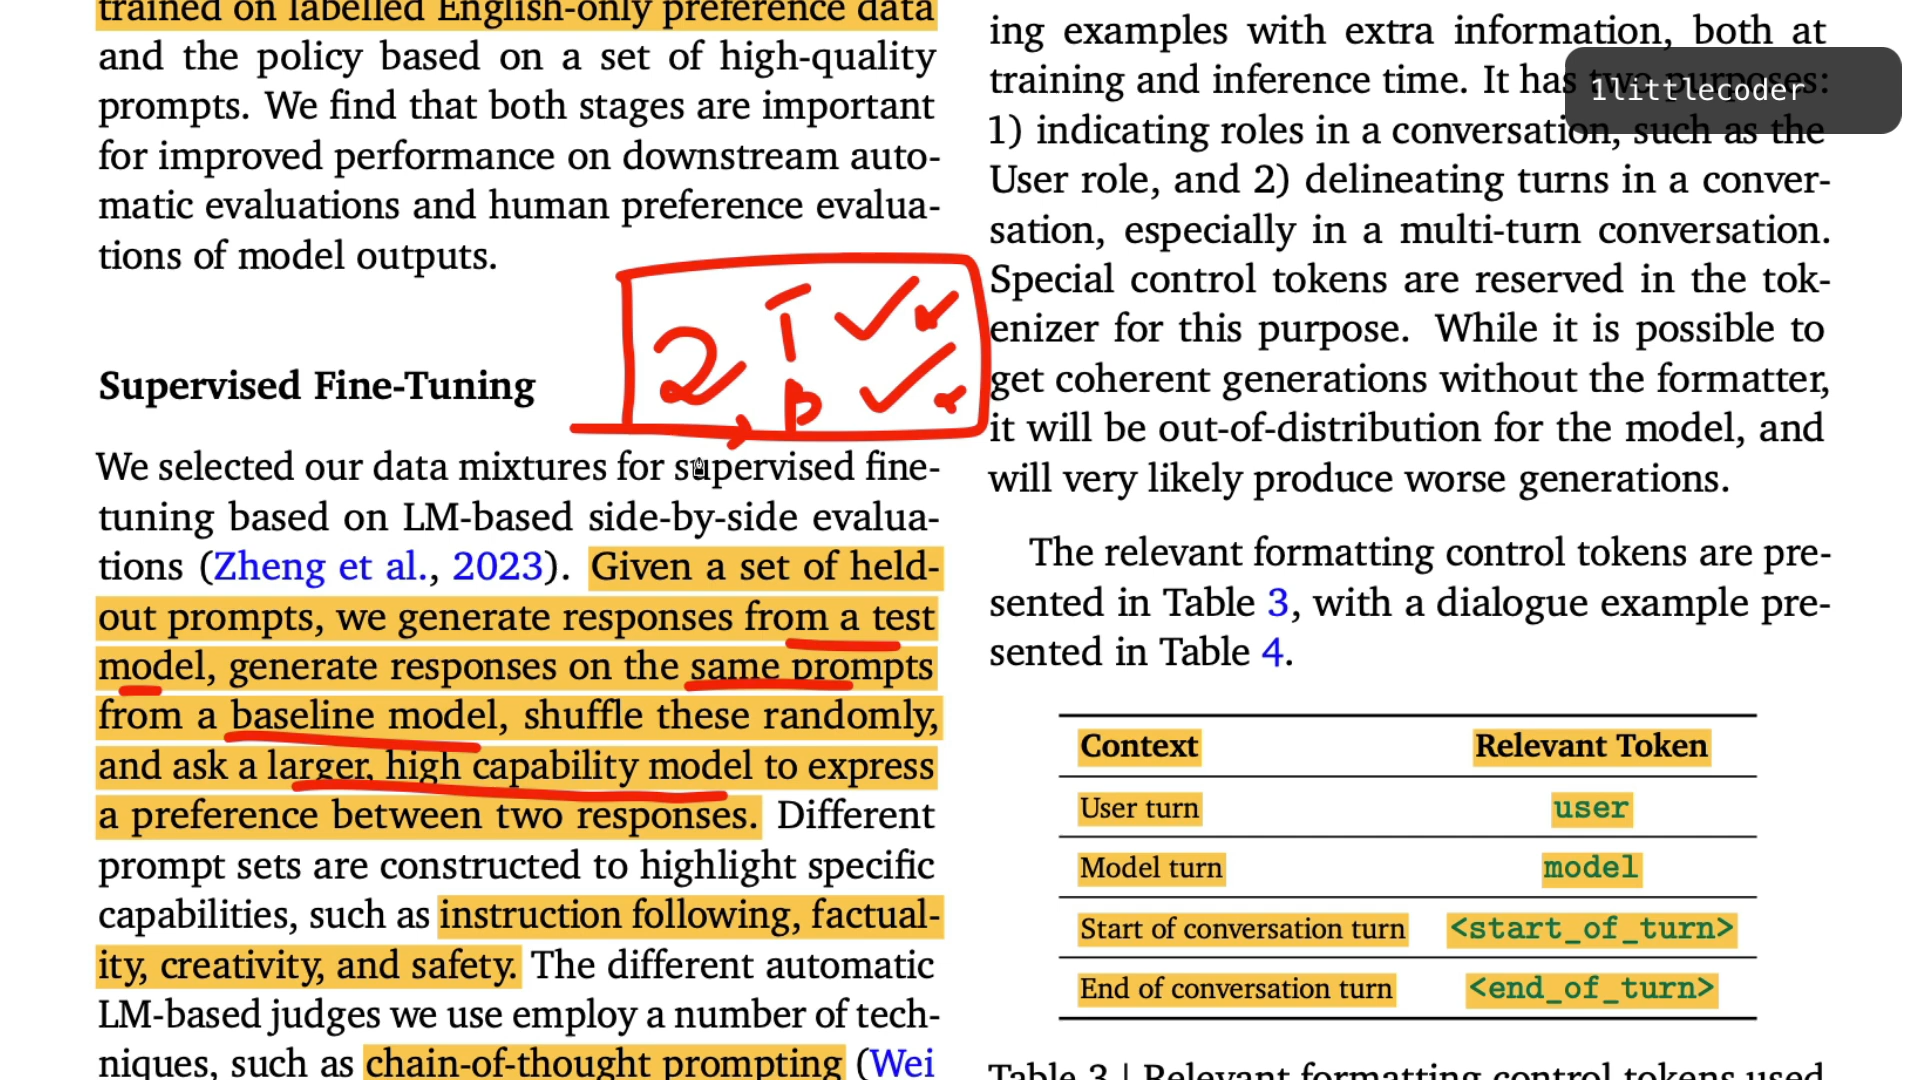 trained on labelled English-only preference data
and the policy based on a set of high-quality
prompts. We find that both stages are important
for improved performance on downstream auto-
matic evaluations and human preference evalua-
tions of model outputs.
Supervised Fine-Tuning
We selected our data mixtures for supervised fine-
tuning based on LM-based side-by-side evalua-
tions (Zheng et al., 2023). Given a set of held-
out prompts, we generate responses from a test
model, generate responses on the same prompts
from a baseline model, shuffle these randomly,
and ask a larger, high capability model to express
a preference between two responses. Different
prompt sets are constructed to highlight specific
capabilities, such as instruction following, factual-
ity, creativity, and safety. The different automatic
LM-based judges we use employ a number of tech-
niques, such as chain-of-thought prompting (Wei
2
ing examples with extra information, both at
training and inference time. It has two purposes:
1littlecoder
1) indicating roles in a conversation, such as the
User role, and 2) delineating turns in a conver-
sation, especially in a multi-turn conversation.
Special control tokens are reserved in the tok-
enizer for this purpose. While it is possible to
get coherent generations without the formatter,
it will be out-of-distribution for the model, and
will very likely produce worse generations.
The relevant formatting control tokens are pre-
sented in Table 3, with a dialogue example pre-
sented in Table 4.
Context Relevant Token
User turn user
Model turn model
Start of conversation turn <start_of_turn>
End of conversation turn <end_of_turn>
Table 3 | Relevant formatting control tokens used